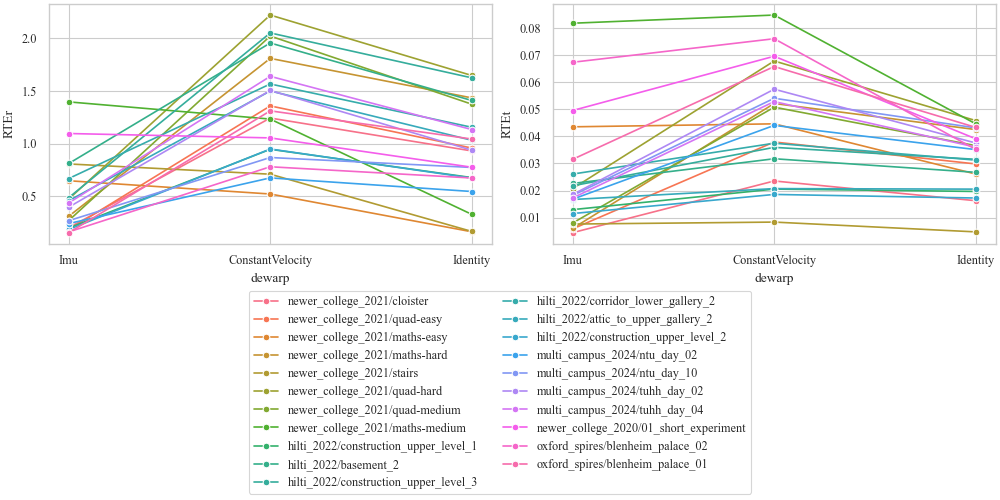 2.0
1.5
1.0
0.5
RTEt
Imu
ConstantVelocity
Identity
dewarp
0.08
0.07
0.06
0.05
0.04
0.03
0.02
0.01
RTEr
Imu
ConstantVelocity
Identity
dewarp
newer_college_2021/cloister
newer_college_2021/quad-easy
newer_college_2021/maths-easy
newer_college_2021/maths-hard
newer_college_2021/stairs
newer_college_2021/quad-hard
newer_college_2021/quad-medium
newer_college_2021/maths-medium
hilti_2022/construction_upper_level_1
hilti_2022/basement_2
hilti_2022/construction_upper_level_3
hilti_2022/corridor_lower_gallery_2
hilti_2022/attic_to_upper_gallery_2
hilti_2022/construction_upper_level_2
multi_campus_2024/ntu_day_02
multi_campus_2024/ntu_day_10
multi_campus_2024/tuhh_day_02
multi_campus_2024/tuhh_day_04
newer_college_2020/01_short_experiment
oxford_spires/blenheim_palace_02
oxford_spires/blenheim_palace_01